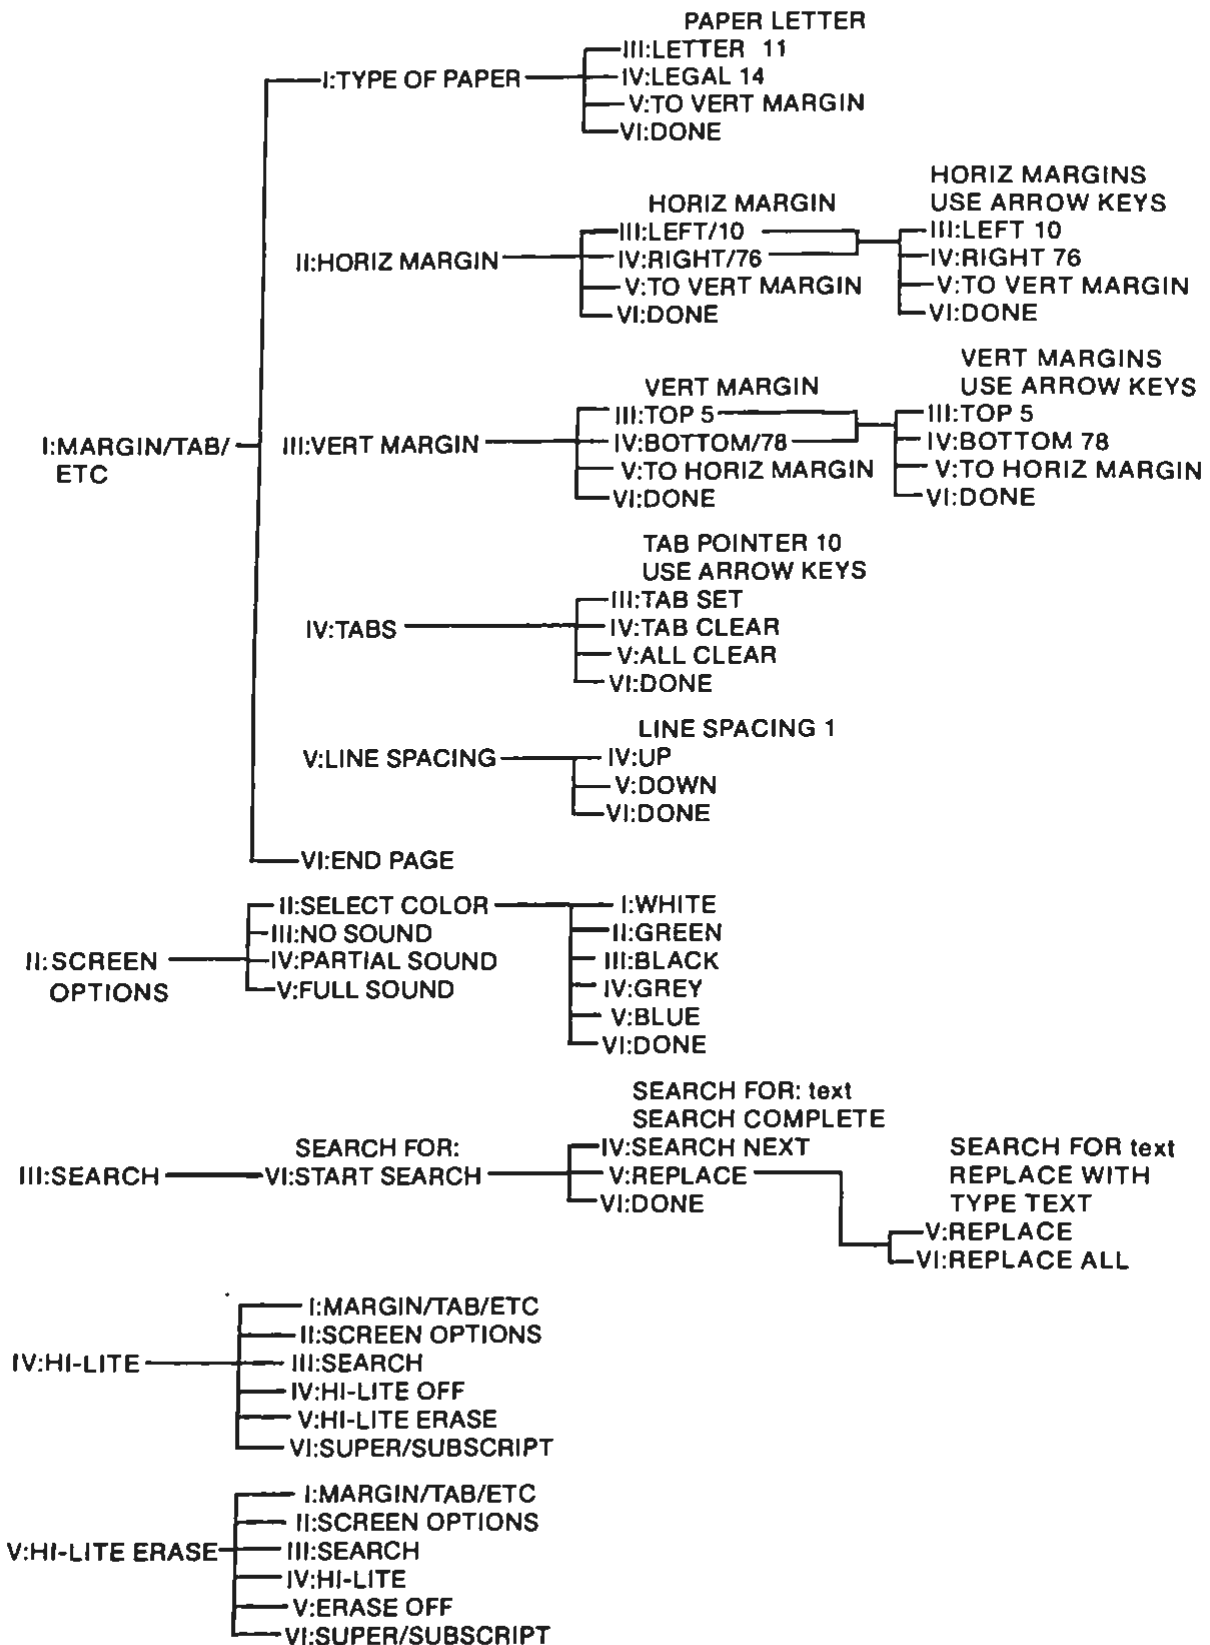 PAPER LETTER
I:TYPE OF PAPER
III:LETTER 11
IV:LEGAL 14
V:TO VERT MARGIN
VI:DONE
HORIZ MARGIN
II:HORIZ MARGIN
III:LEFT/10
IV:RIGHT/76
V:TO VERT MARGIN
VI:DONE
HORIZ MARGINS
USE ARROW KEYS
III:LEFT 10
IV:RIGHT 76
V:TO VERT MARGIN
VI:DONE
I:MARGIN/TAB/
ETC
III:VERT MARGIN
VERT MARGIN
III:TOP 5
IV:BOTTOM/78
V:TO HORIZ MARGIN
VI:DONE
VERT MARGINS
USE ARROW KEYS
III:TOP 5
IV:BOTTOM 78
V:TO HORIZ MARGIN
VI:DONE
TAB POINTER 10
USE ARROW KEYS
IV:TABS
III:TAB SET
IV:TAB CLEAR
V:ALL CLEAR
VI:DONE
LINE SPACING 1
V:LINE SPACING
IV:UP
V:DOWN
VI:DONE
VI:END PAGE
II:SCREEN
OPTIONS
II:SELECT COLOR
III:NO SOUND
IV:PARTIAL SOUND
V:FULL SOUND
I:WHITE
II:GREEN
III:BLACK
IV:GREY
V:BLUE
VI:DONE
III:SEARCH
SEARCH FOR:
VI:START SEARCH
SEARCH FOR: text
SEARCH COMPLETE
IV:SEARCH NEXT
V:REPLACE
VI:DONE
SEARCH FOR text
REPLACE WITH
TYPE TEXT
V:REPLACE
VI:REPLACE ALL
IV:HI-LITE
I:MARGIN/TAB/ETC
II:SCREEN OPTIONS
III:SEARCH
IV:HI-LITE OFF
V:HI-LITE ERASE
VI:SUPER/SUBSCRIPT
V:HI-LITE ERASE
I:MARGIN/TAB/ETC
II:SCREEN OPTIONS
III:SEARCH
IV:HI-LITE
V:ERASE OFF
VI:SUPER/SUBSCRIPT